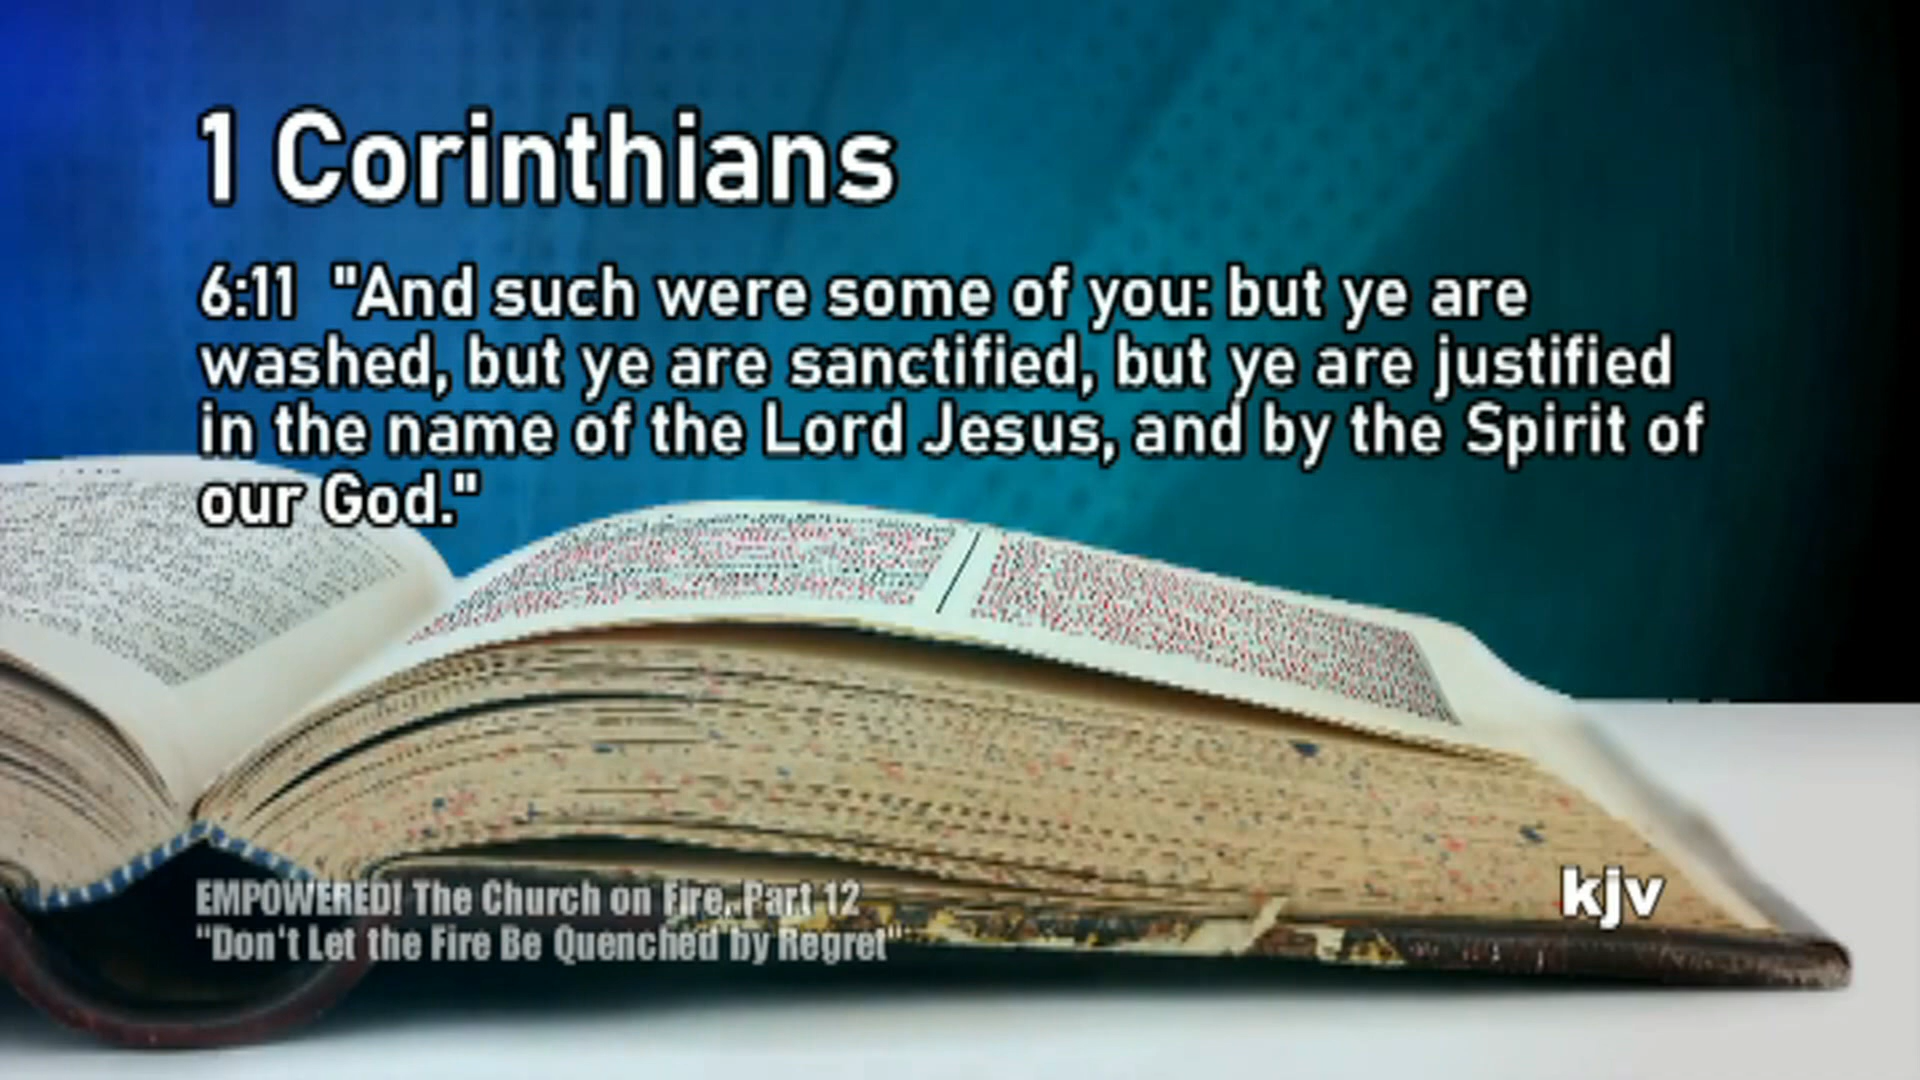 1 Corinthians
6:11 "And such were some of you: but ye are
washed, but ye are sanctified, but ye are justified
in the name of the Lord Jesus, and by the Spirit of
our God."
kjv
EMPOWERED! The Church on Fire, Part 12
"Don't Let the Fire Be Quenched by Regret"